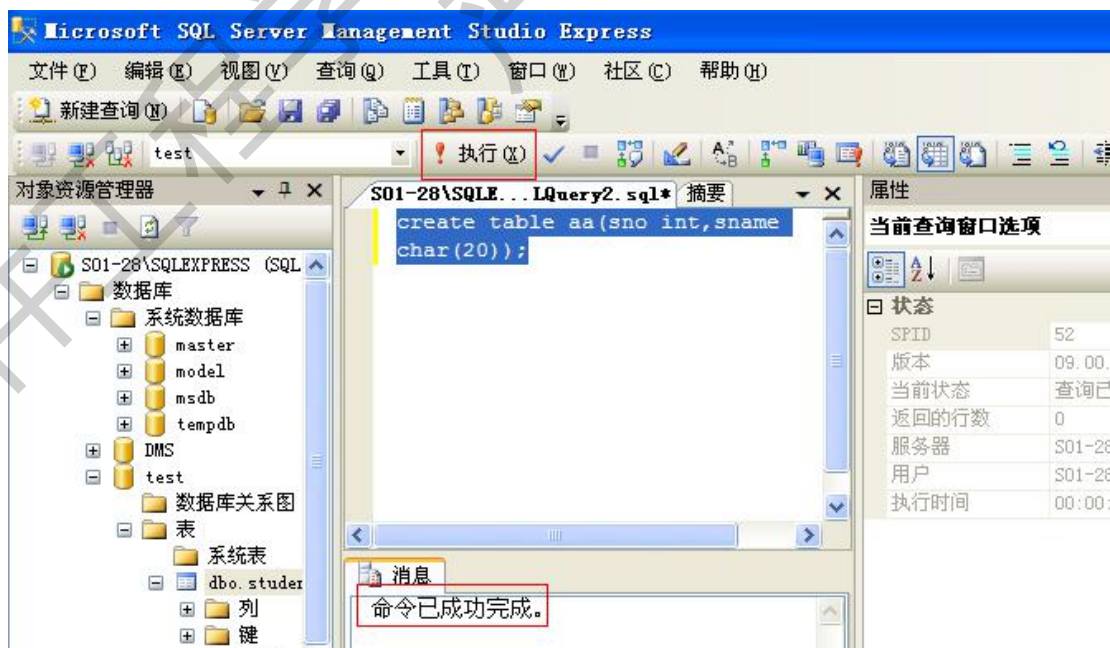 Microsoft SQL Server Management Studio Express
文件(F) 编辑(E) 视图(V) 查询(Q) 工具(T) 窗口(W) 社区(C) 帮助(H)
新建查询(N)
test 执行(X)
对象资源管理器
S01-28\SQLEXPRESS (SQL
数据库
系统数据库
master
model
msdb
tempdb
DMS
test
数据库关系图
表
系统表
dbo.studen
列
键
S01-28\SQLE...LQuery2.sql* 摘要
create table aa(sno int,sname
char(20));
消息
命令已成功完成。
属性
当前查询窗口选项
状态
SPID 52
版本 09.00.
当前状态 查询已
返回的行数 0
服务器 S01-28
用户 S01-28
执行时间 00:00: